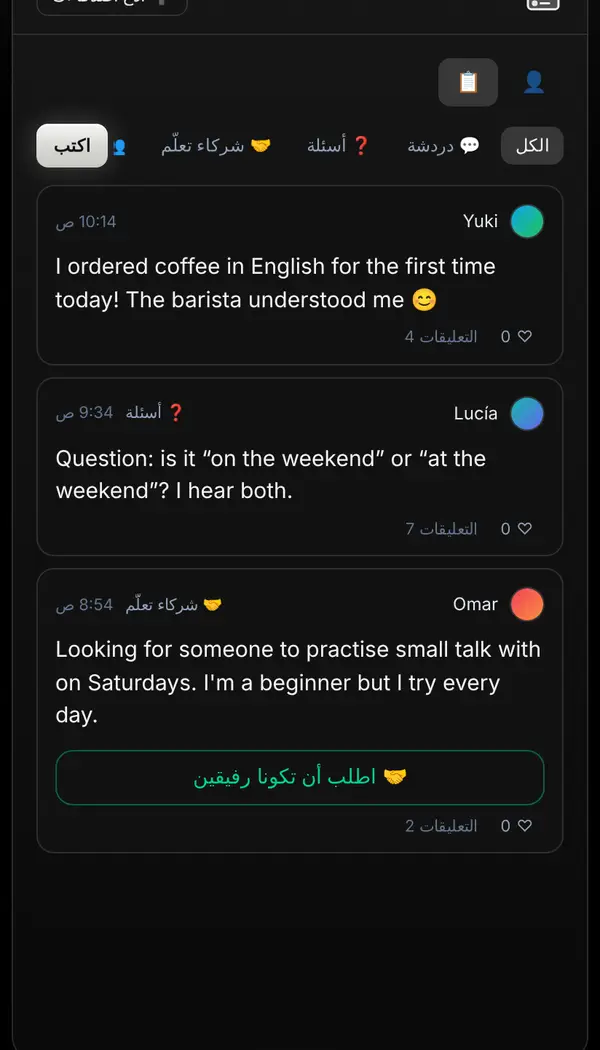 الكل
💬 دردشة
❓ أسئلة
🤝 شركاء تعلّم
اكتب
Yuki
10:14 ص
I ordered coffee in English for the first time
today! The barista understood me 😊
♡ 0
التعليقات 4
Lucía
❓ أسئلة
9:34 ص
Question: is it “on the weekend” or “at the
weekend”? I hear both.
♡ 0
التعليقات 7
Omar
🤝 شركاء تعلّم
8:54 ص
Looking for someone to practise small talk with
on Saturdays. I'm a beginner but I try every
day.
🤝 اطلب أن تكونا رفيقين
♡ 0
التعليقات 2